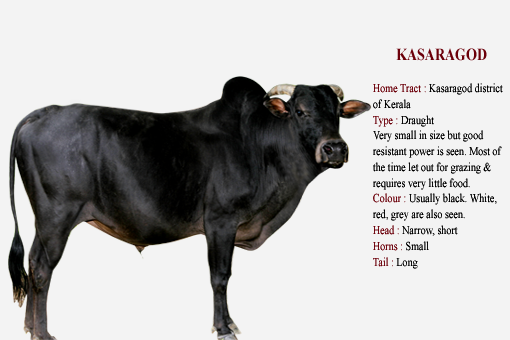 KASARAGOD
Home Tract : Kasaragod district
of Kerala
Type : Draught
Very small in size but good
resistant power is seen. Most of
the time let out for grazing &
requires very little food.
Colour : Usually black. White,
red, grey are also seen.
Head : Narrow, short
Horns : Small
Tail : Long